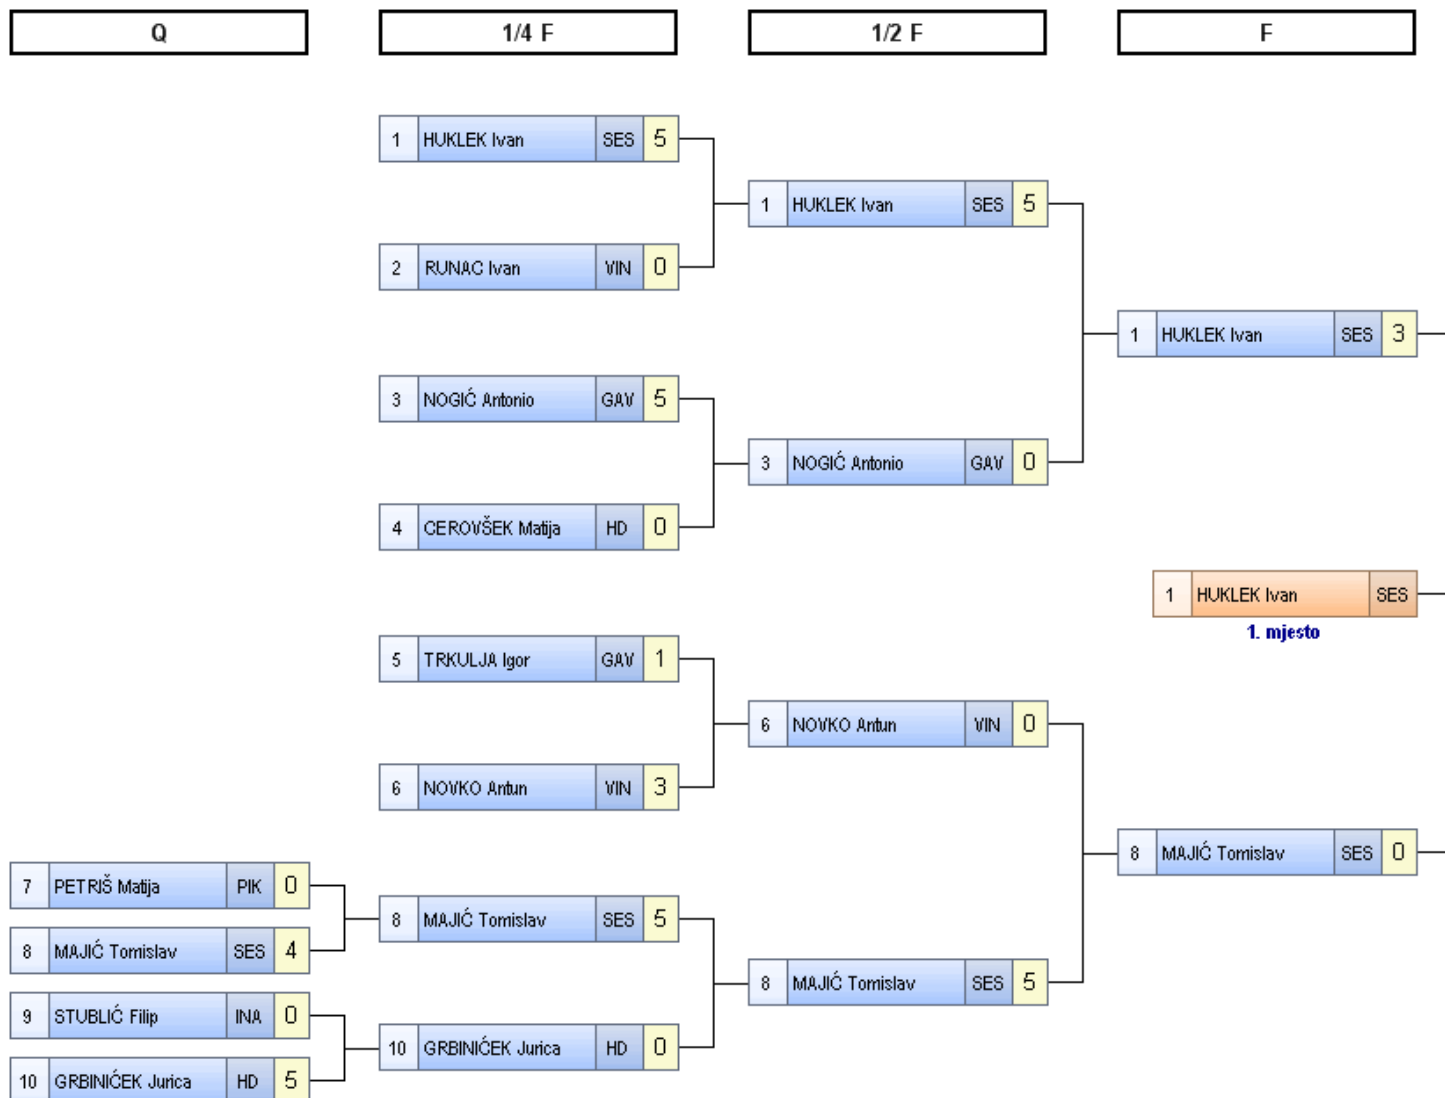 Q 1/4 F 1/2 F F
1 HUKLEK Ivan SES 5
1 HUKLEK Ivan SES 5
2 RUNAC Ivan VIN 0
1 HUKLEK Ivan SES 3
3 NOGIĆ Antonio GAV 5
3 NOGIĆ Antonio GAV 0
4 CEROVŠEK Matija HD 0
1 HUKLEK Ivan SES
1. mjesto
5 TRKULJA Igor GAV 1
6 NOVKO Antun VIN 0
6 NOVKO Antun VIN 3
8 MAJIĆ Tomislav SES 0
7 PETRIŠ Matija PIK 0
8 MAJIĆ Tomislav SES 5
8 MAJIĆ Tomislav SES 4
8 MAJIĆ Tomislav SES 5
9 STUBLIĆ Filip INA 0
10 GRBINIĆEK Jurica HD 0
10 GRBINIĆEK Jurica HD 5